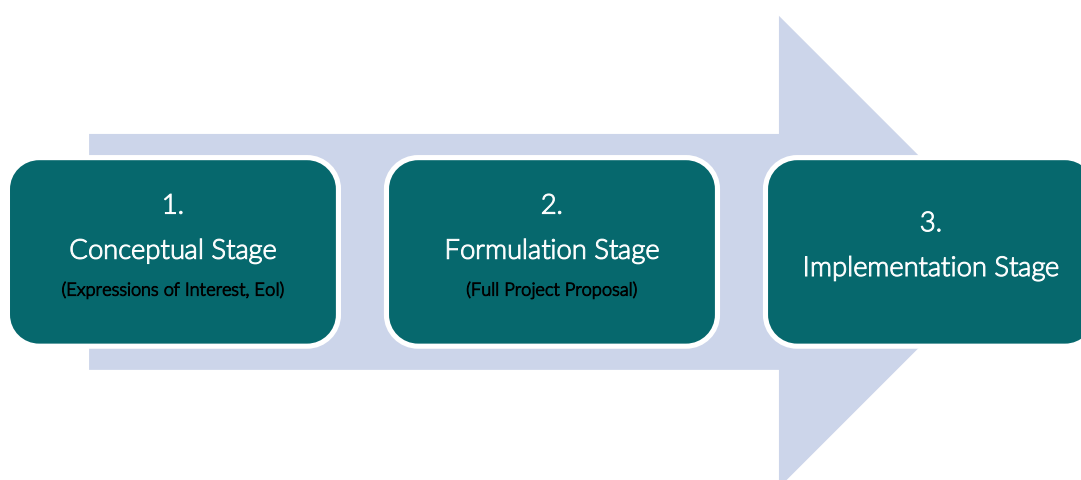 1.
Conceptual Stage
(Expressions of Interest, EoI)
2.
Formulation Stage
(Full Project Proposal)
3.
Implementation Stage